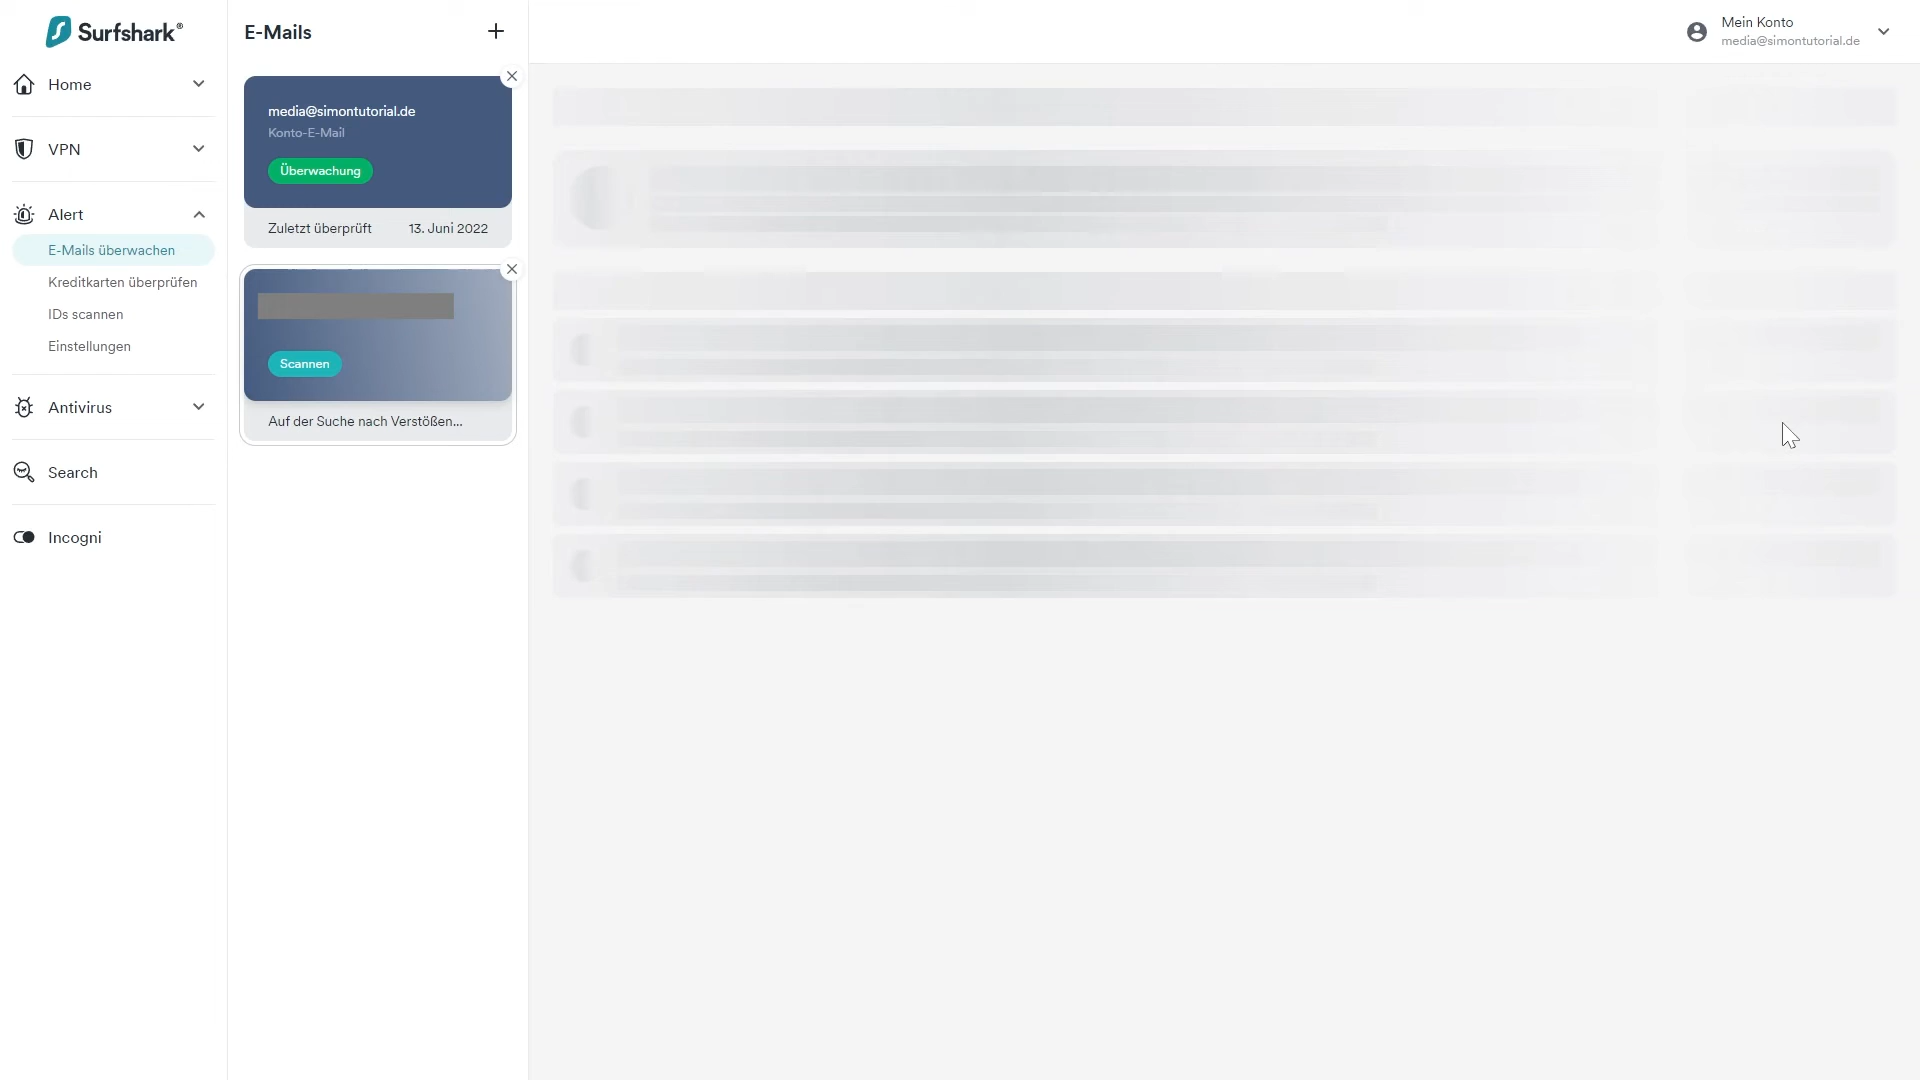 Surfshark®
Home
VPN
Alert
E-Mails überwachen
Kreditkarten überprüfen
IDs scannen
Einstellungen
Antivirus
Search
Incogni
E-Mails
media@simontutorial.de
Konto-E-Mail
Überwachung
Zuletzt überprüft 13. Juni 2022
Scannen
Auf der Suche nach Verstößen...
Mein Konto
media@simontutorial.de